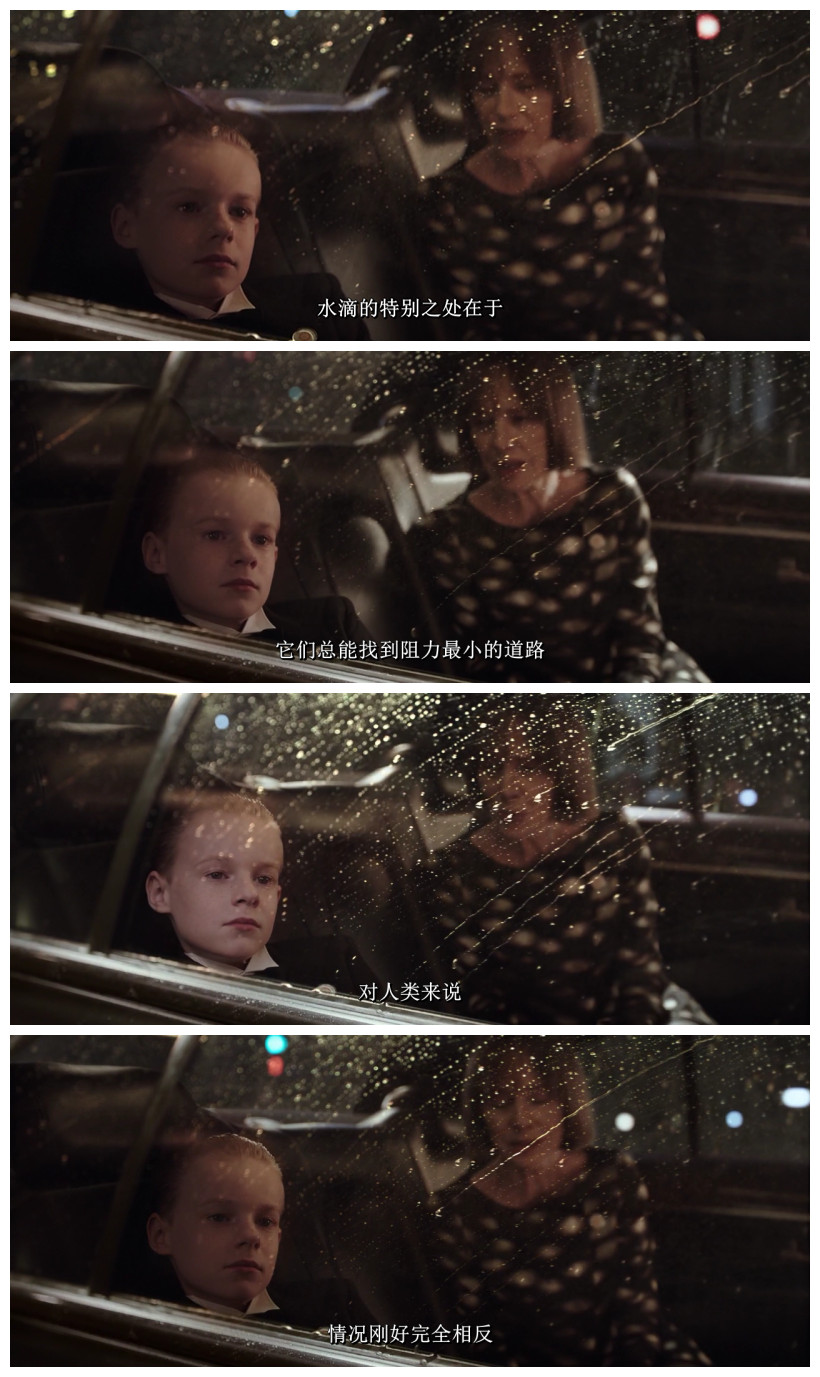 水滴的特别之处在于
它们总能找到阻力最小的道路
对人类来说
情况刚好完全相反